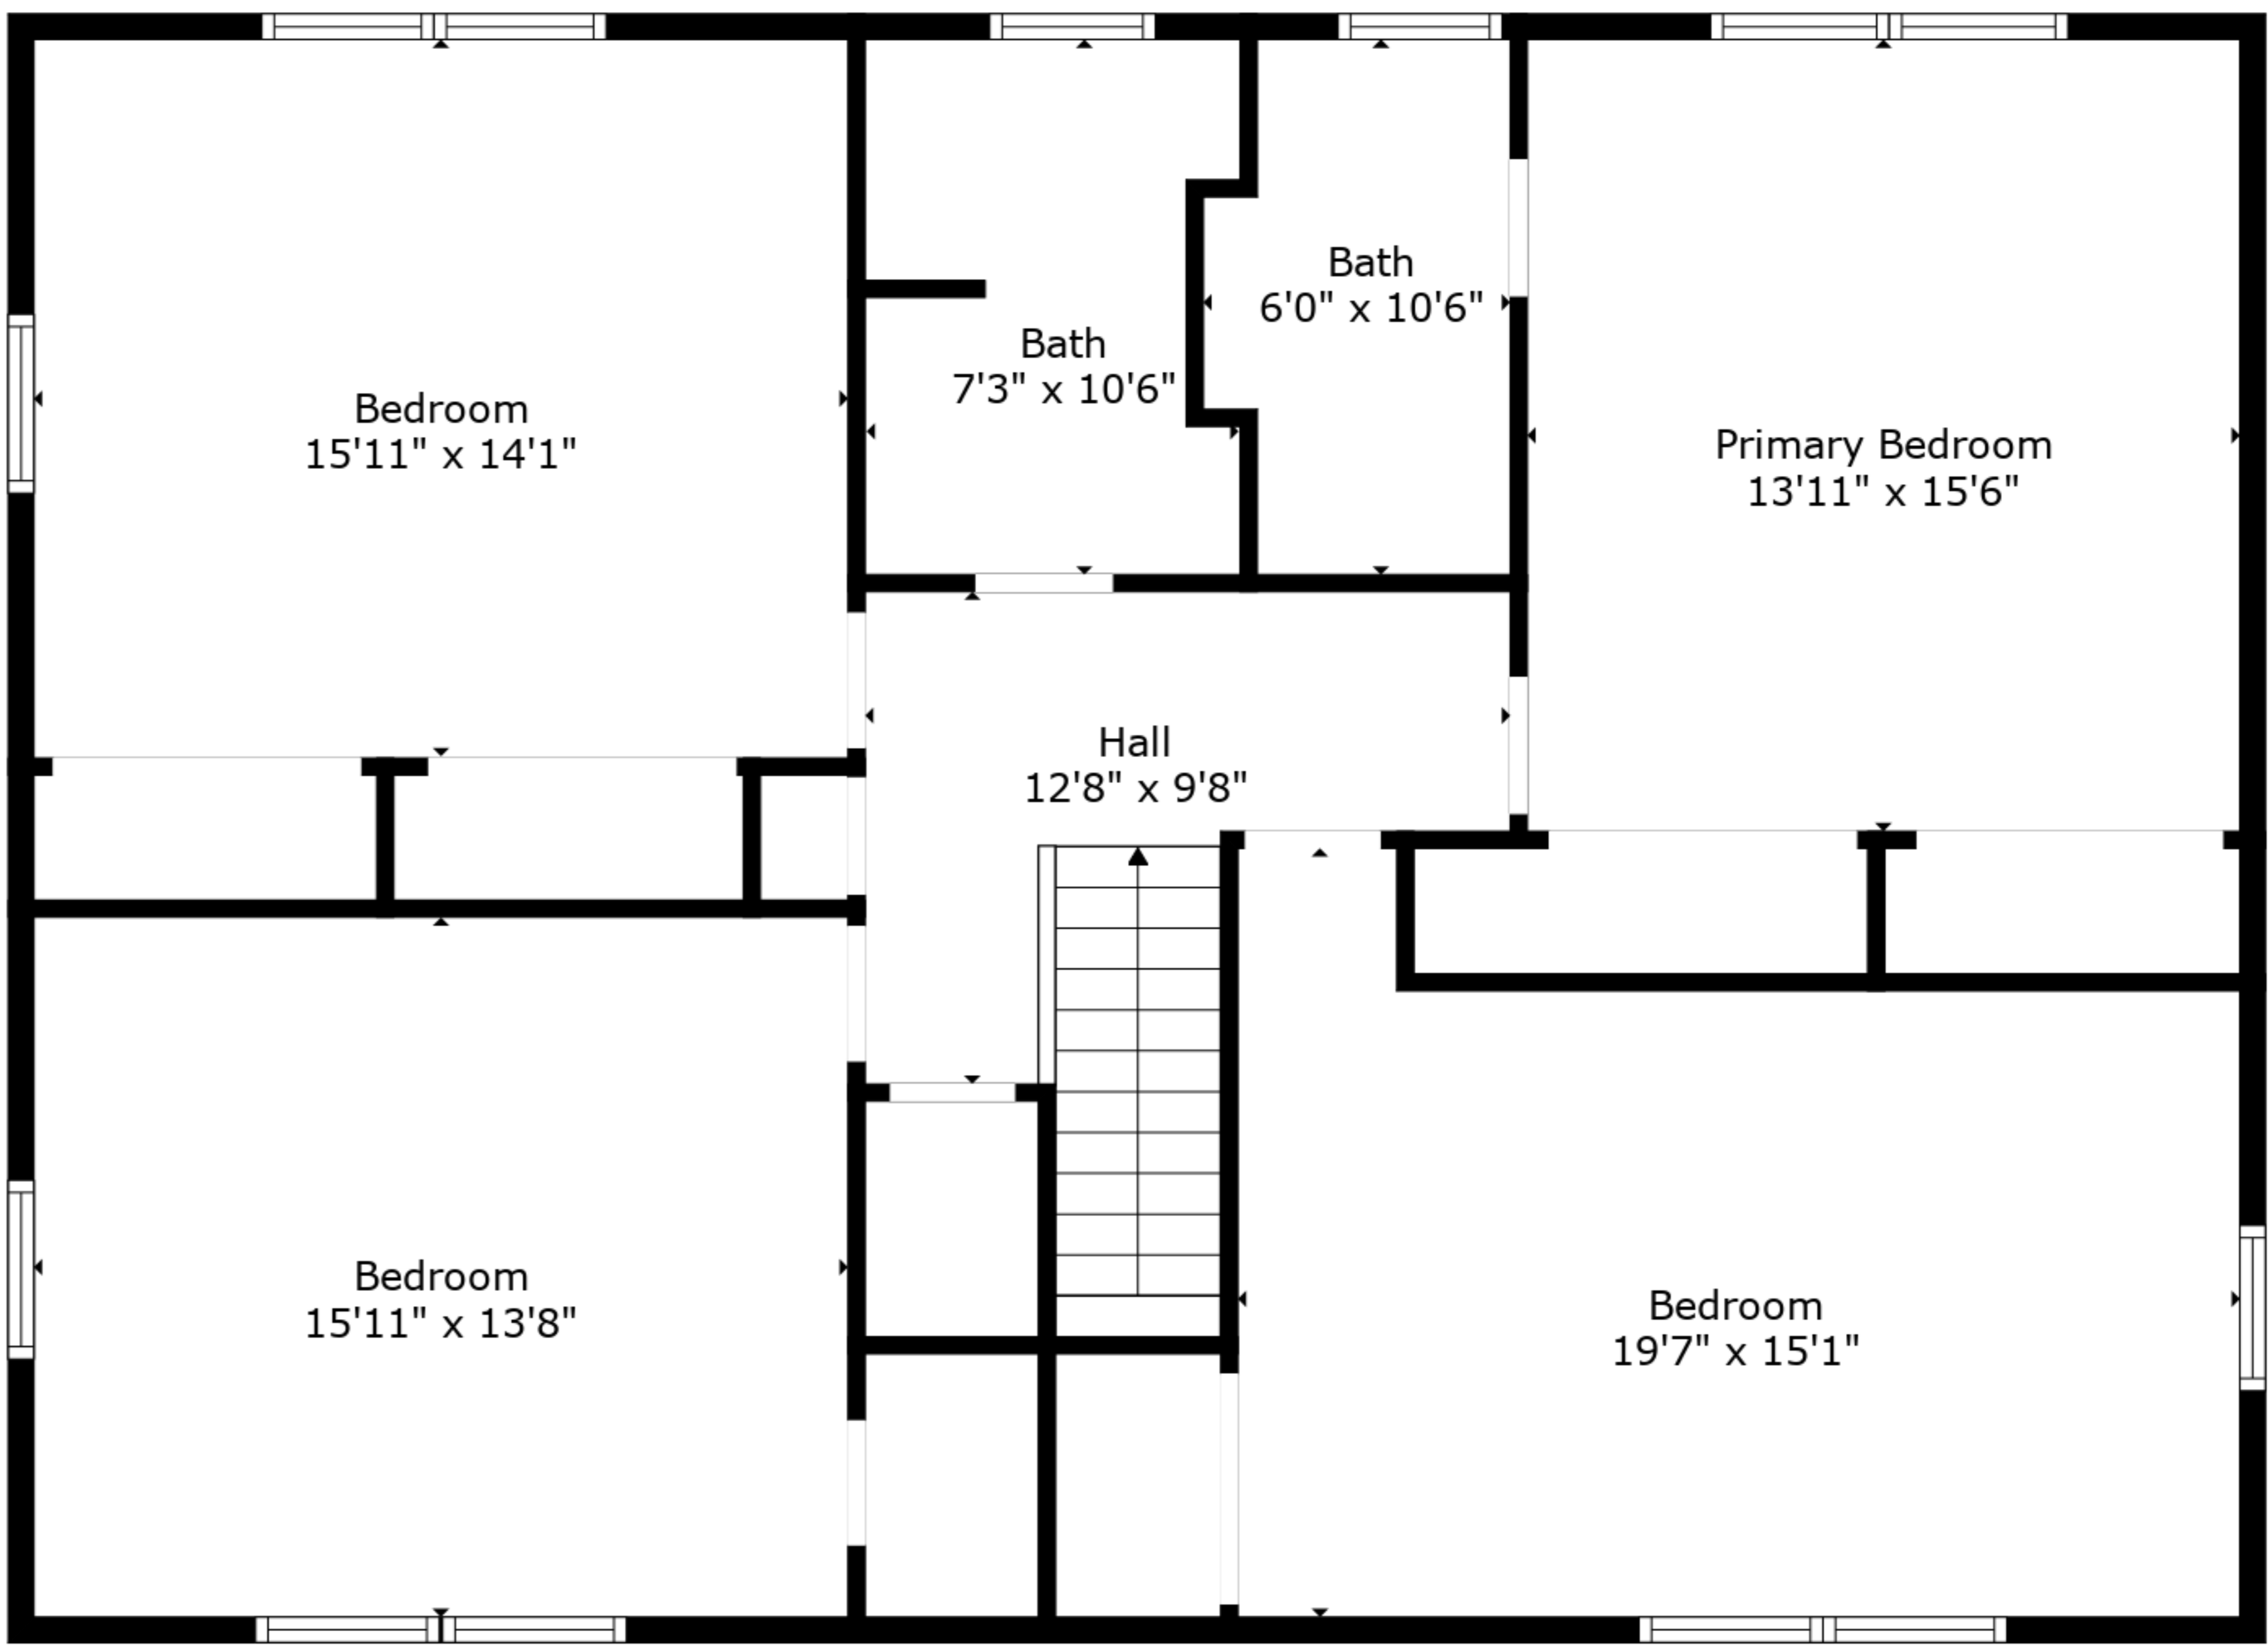 Bath
6'0" x 10'6"
Bath
7'3" x 10'6"
Bedroom
15'11" x 14'1"
Primary Bedroom
13'11" x 15'6"
Hall
12'8" x 9'8"
Bedroom
15'11" x 13'8"
Bedroom
19'7" x 15'1"